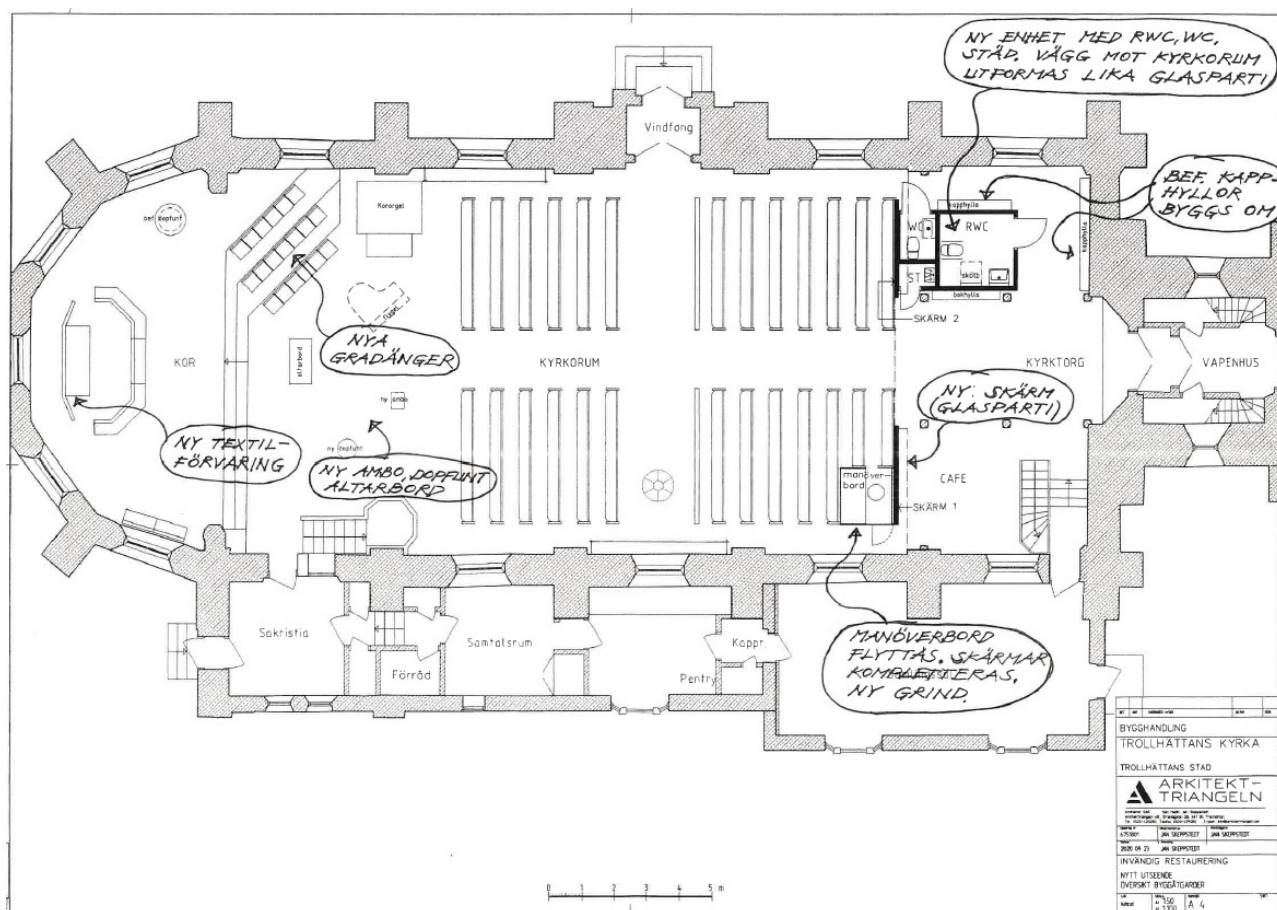 NY ENHET MED RWC, WC,
STÄD. VÄGG MOT KYRKORUM
UTFORMAS LIKA GLASPARTI
Vindfång
BEF. KAPP-
HYLLOR
BYGGS OM
bef dopfunt
Kororgel
kapphylla
kapphylla
WC
RWC
ST
skötb
bokhylla
SKÄRM 2
flygel
NYA
GRADÄNGER
KOR
altarbord
KYRKORUM
KYRKTORG
VAPENHUS
ny ambo
NY: SKÄRM
(GLASPARTI)
NY TEXTIL-
FÖRVARING
ny dopfunt
NY AMBO, DOPFUNT
ALTARBORD
manöver-
bord
CAFE
SKÄRM 1
Sakristia
Samtalsrum
Kappr.
Förråd
Pentry
MANÖVERBORD
FLYTTAS. SKÄRMAR
KOMPLETTERAS.
NY GRIND.
BYGGHANDLING
TROLLHÄTTANS KYRKA
TROLLHÄTTANS STAD
ARKITEKT-
TRIANGELN
JAN SKEPPSTEDT JAN SKEPPSTEDT
2020 09 23 JAN SKEPPSTEDT
INVÄNDIG RESTAURERING
NYTT UTSEENDE
ÖVERSIKT BYGGÅTGÄRDER
A 4
0 1 2 3 4 5 m